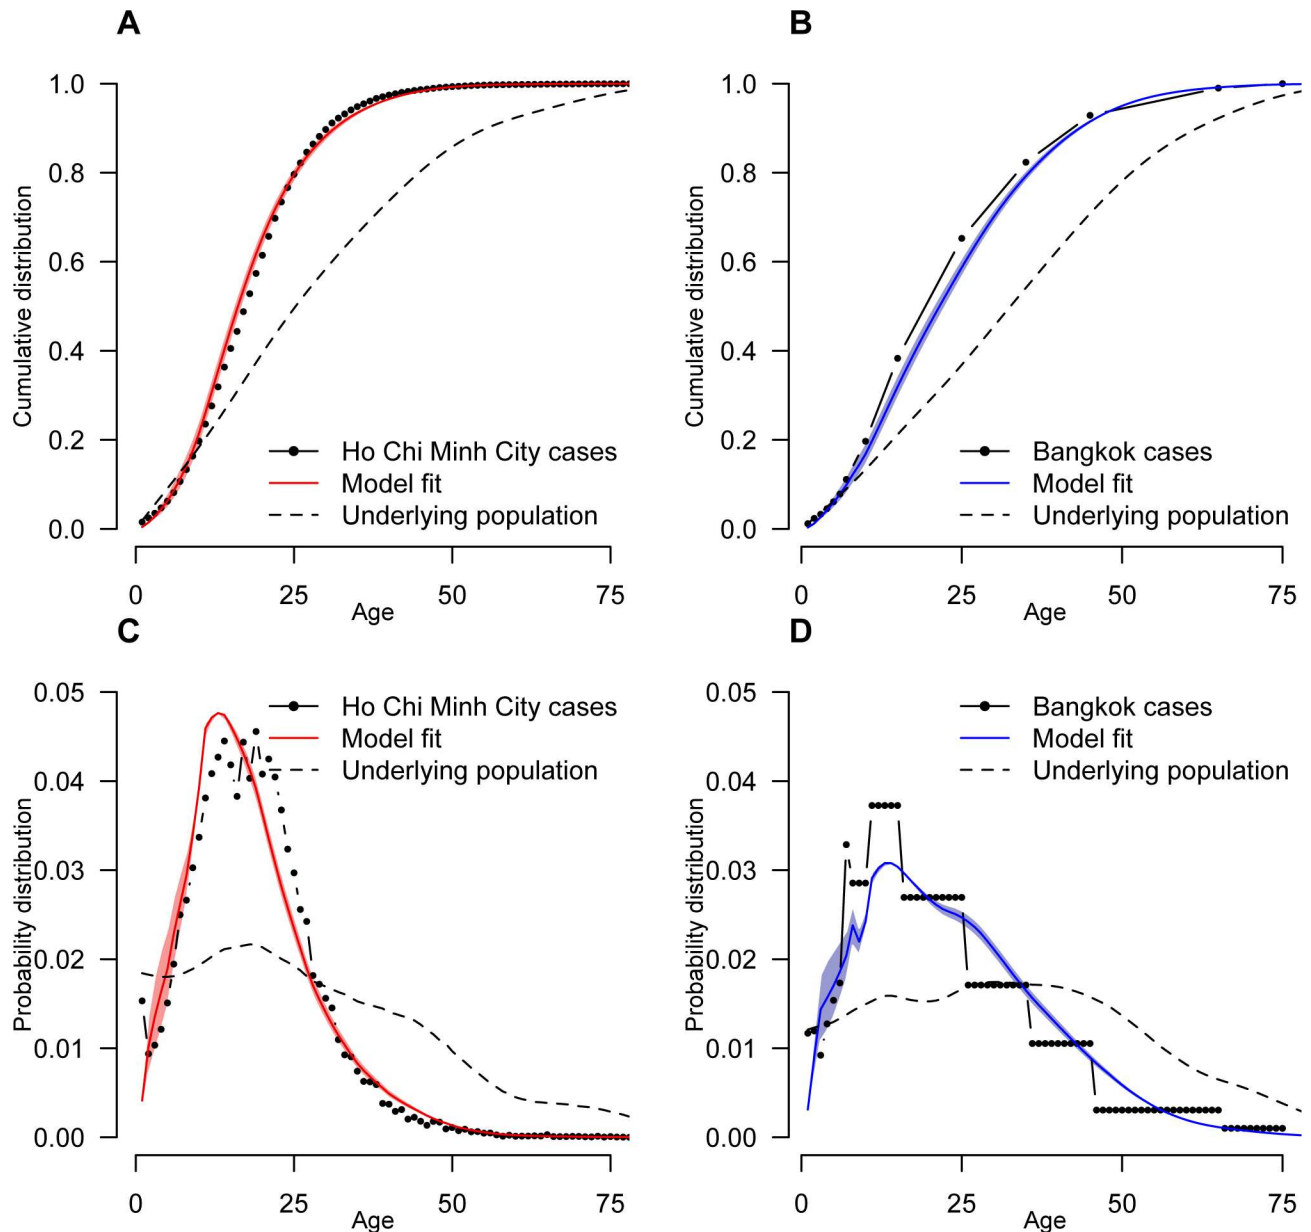 A
Cumulative distribution
1.0
0.8
0.6
0.4
0.2
0.0
Ho Chi Minh City cases
Model fit
Underlying population
0 25 50 75
Age
B
Cumulative distribution
1.0
0.8
0.6
0.4
0.2
0.0
Bangkok cases
Model fit
Underlying population
0 25 50 75
Age
C
Probability distribution
0.05
0.04
0.03
0.02
0.01
0.00
Ho Chi Minh City cases
Model fit
Underlying population
0 25 50 75
Age
D
Probability distribution
0.05
0.04
0.03
0.02
0.01
0.00
Bangkok cases
Model fit
Underlying population
0 25 50 75
Age